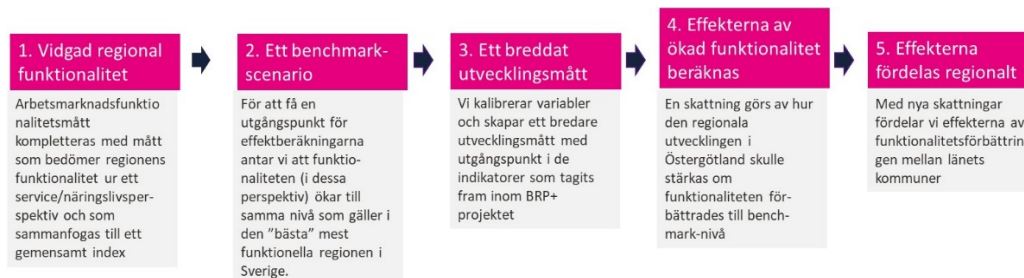 1. Vidgad regional
funktionalitet
Arbetsmarknadsfunktio
nalitetsmått
kompletteras med mått
som bedömer regionens
funktionalitet ur ett
service/näringslivsper-
spektiv och som
sammanfogas till ett
gemensamt index
2. Ett benchmark-
scenario
För att få en
utgångspunkt för
effektberäkningarna
antar vi att funktio-
naliteten (i dessa
perspektiv) ökar till
samma nivå som gäller i
den ”bästa” mest
funktionella regionen i
Sverige.
3. Ett breddat
utvecklingsmått
Vi kalibrerar variabler
och skapar ett bredare
utvecklingsmått med
utgångspunkt i de
indikatorer som tagits
fram inom BRP+
projektet
4. Effekterna av
ökad funktionalitet
beräknas
En skattning görs av hur
den regionala
utvecklingen i
Östergötland skulle
stärkas om
funktionaliteten för-
bättrades till bench-
mark-nivå
5. Effekterna
fördelas regionalt
Med nya skattningar
fördelar vi effekterna av
funktionalitetsförbättrin
gen mellan länets
kommuner